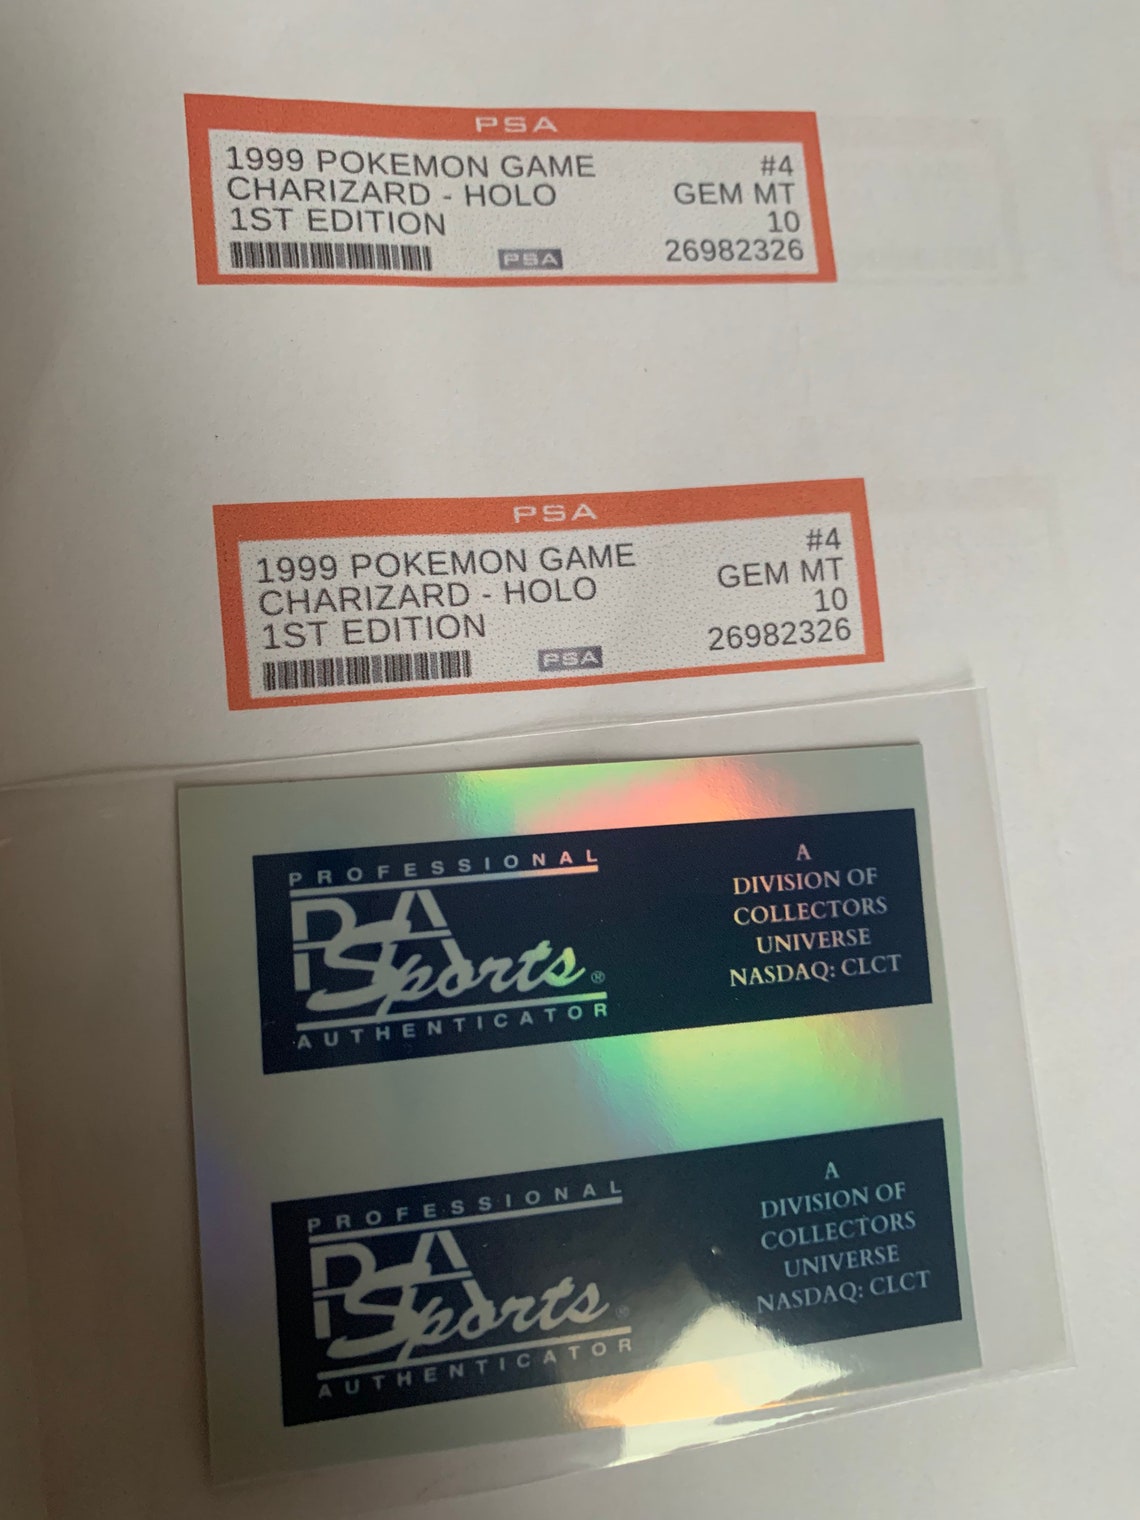 PSA
1999 POKEMON GAME #4
CHARIZARD - HOLO GEM MT
1ST EDITION 10
PSA 26982326
PSA
1999 POKEMON GAME #4
CHARIZARD - HOLO GEM MT
1ST EDITION 10
PSA 26982326
PROFESSIONAL
PSA
Sports®
AUTHENTICATOR
A
DIVISION OF
COLLECTORS
UNIVERSE
NASDAQ: CLCT
PROFESSIONAL
PSA
Sports®
AUTHENTICATOR
A
DIVISION OF
COLLECTORS
UNIVERSE
NASDAQ: CLCT